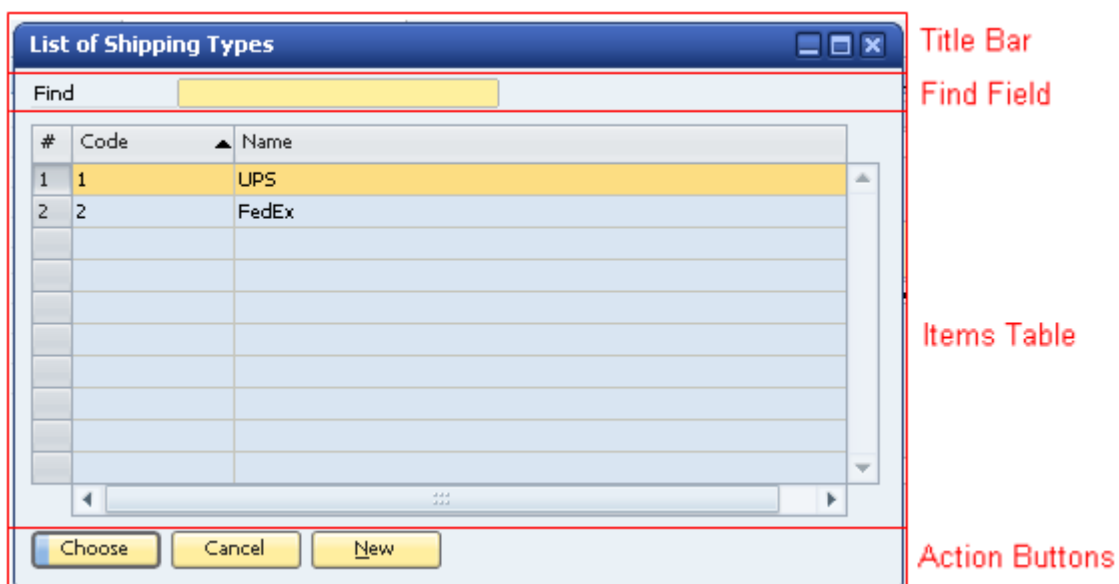 List of Shipping Types
Title Bar
Find
Find Field
# Code Name
1 1 UPS
2 2 FedEx
Items Table
Choose Cancel New
Action Buttons